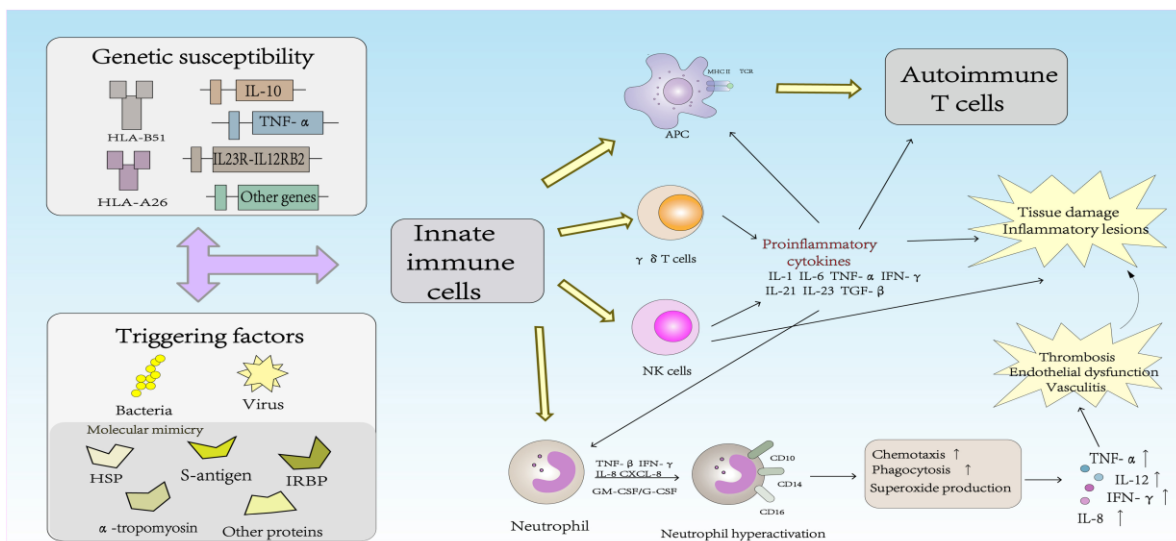 Genetic susceptibility
HLA-B51
HLA-A26
IL-10
TNF- α
IL23R-IL12RB2
Other genes
Triggering factors
Bacteria
Virus
Molecular mimicry
HSP
S-antigen
IRBP
α -tropomyosin
Other proteins
Innate
immune
cells
MHC II TCR
APC
γ δ T cells
NK cells
Autoimmune
T cells
Proinflammatory
cytokines
IL-1 IL-6 TNF- α IFN- γ
IL-21 IL-23 TGF- β
Tissue damage
Inflammatory lesions
Thrombosis
Endothelial dysfunction
Vasculitis
Neutrophil
TNF- β IFN- γ
IL-8 CXCL-8
GM-CSF/G-CSF
CD10
CD14
CD16
Neutrophil hyperactivation
Chemotaxis ↑
Phagocytosis ↑
Superoxide production
TNF- α ↑
IL-12 ↑
IFN- γ ↑
IL-8 ↑